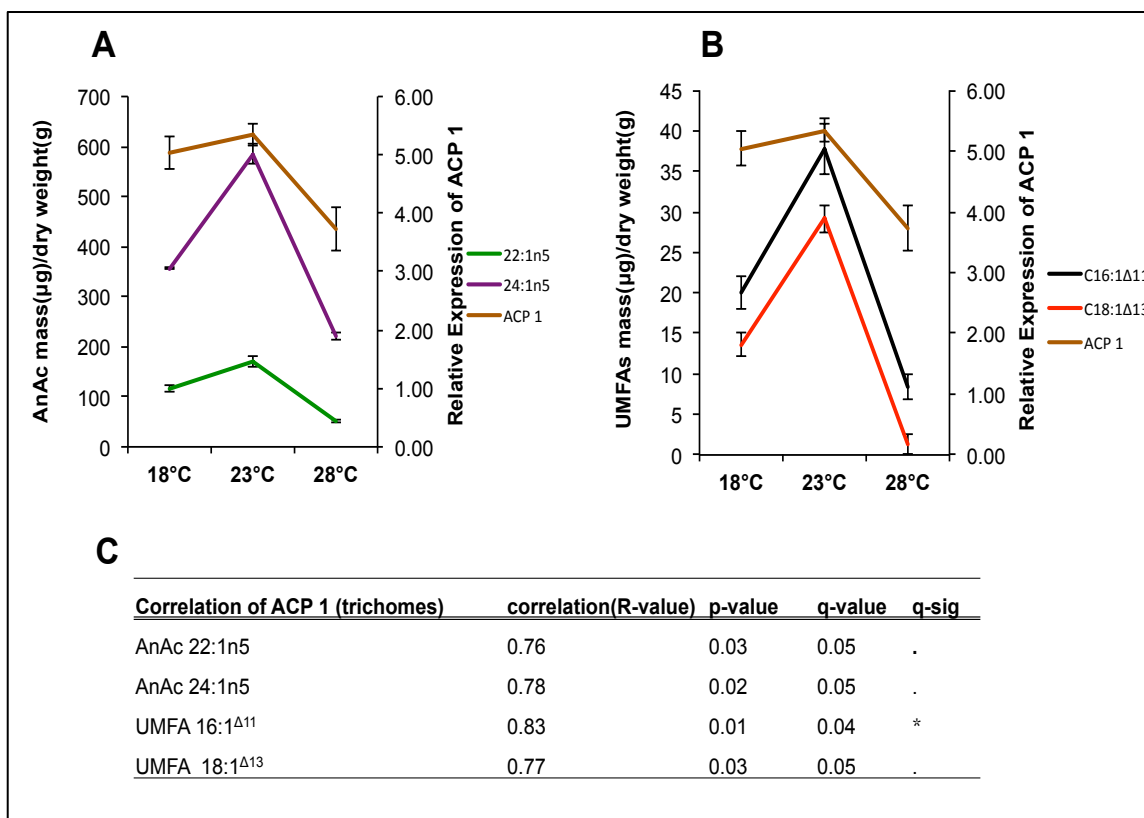 A
AnAc mass(µg)/dry weight(g)
700
600
500
400
300
200
100
0
6.00
5.00
4.00
3.00
2.00
1.00
0.00
Relative Expression of ACP 1
18°C 23°C 28°C
22:1n5
24:1n5
ACP 1
B
UMFAs mass(µg)/dry weight(g)
45
40
35
30
25
20
15
10
5
0
6.00
5.00
4.00
3.00
2.00
1.00
0.00
Relative Expression of ACP 1
18°C 23°C 28°C
C16:1Δ11
C18:1Δ13
ACP 1
C
Correlation of ACP 1 (trichomes) correlation(R-value) p-value q-value q-sig
AnAc 22:1n5 0.76 0.03 0.05 .
AnAc 24:1n5 0.78 0.02 0.05 .
UMFA 16:1Δ11 0.83 0.01 0.04 *
UMFA 18:1Δ13 0.77 0.03 0.05 .